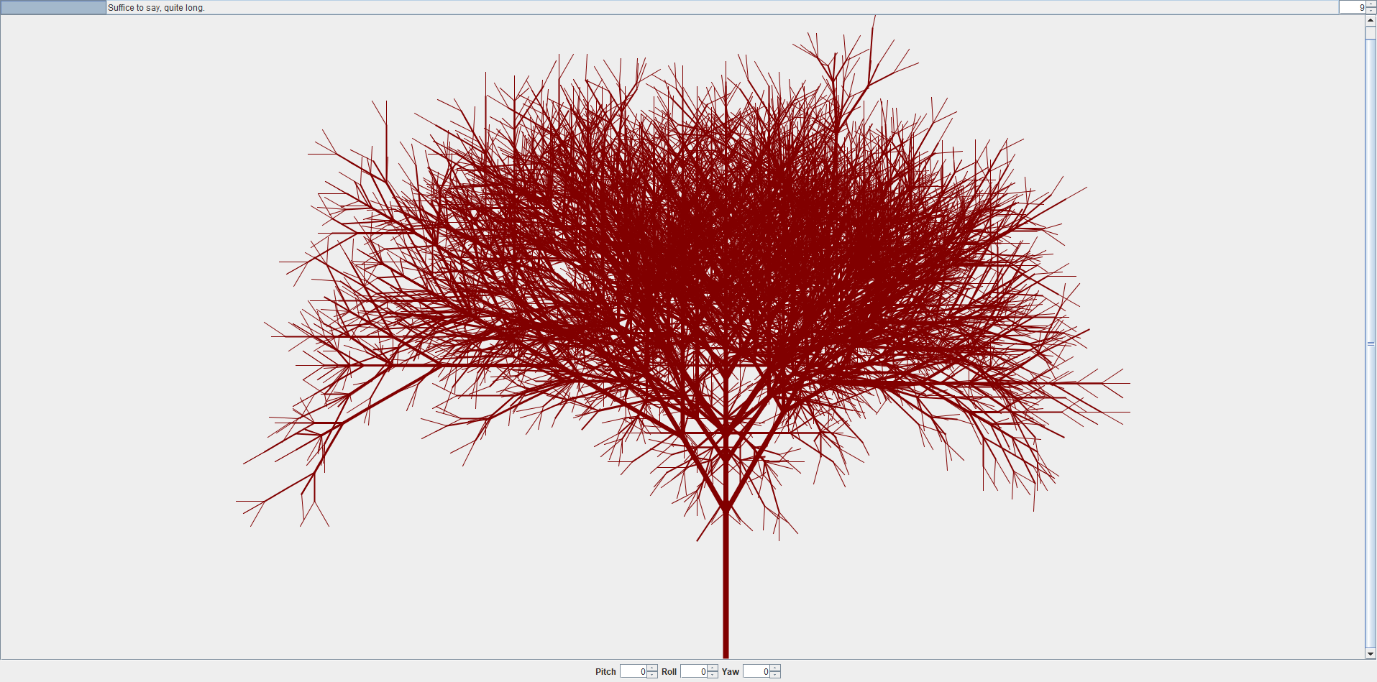 Suffice to say, quite long. 9
Pitch 0 Roll 0 Yaw 0